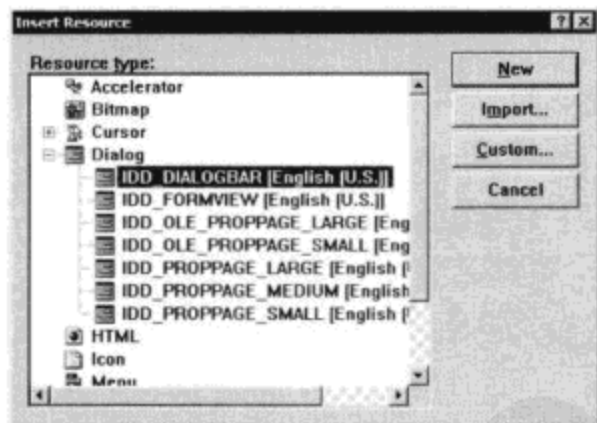 Insert Resource
Resource type:
Accelerator
Bitmap
Cursor
Dialog
IDD_DIALOGBAR [English [U.S.]]
IDD_FORMVIEW [English [U.S.]]
IDD_OLE_PROPPAGE_LARGE [Eng
IDD_OLE_PROPPAGE_SMALL [Eng
IDD_PROPPAGE_LARGE [English [
IDD_PROPPAGE_MEDIUM [English
IDD_PROPPAGE_SMALL [English [
HTML
Icon
Menu
New
Import...
Custom...
Cancel